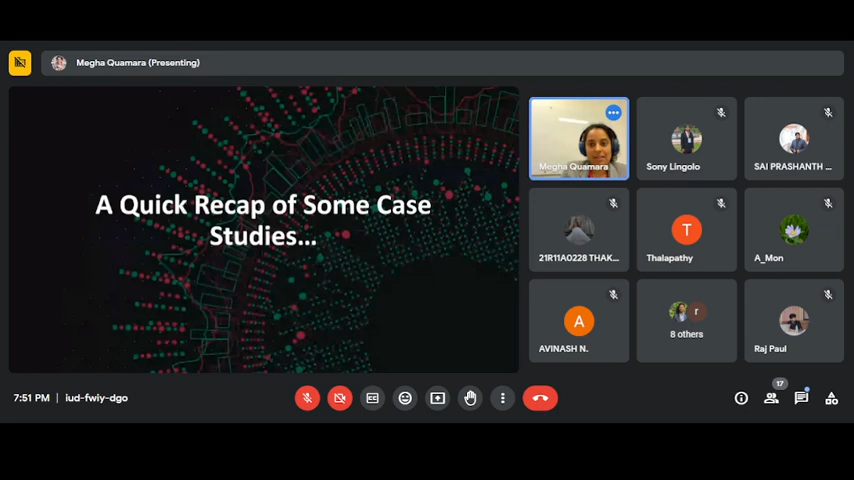 Megha Quamara (Presenting)
A Quick Recap of Some Case
Studies...
Megha Quamara
Sony Lingolo
SAI PRASHANTH ...
21R11A0228 THAK...
T
Thalapathy
A_Mon
A
AVINASH N.
r
8 others
Raj Paul
7:51 PM | iud-fwiy-dgo
CC
17